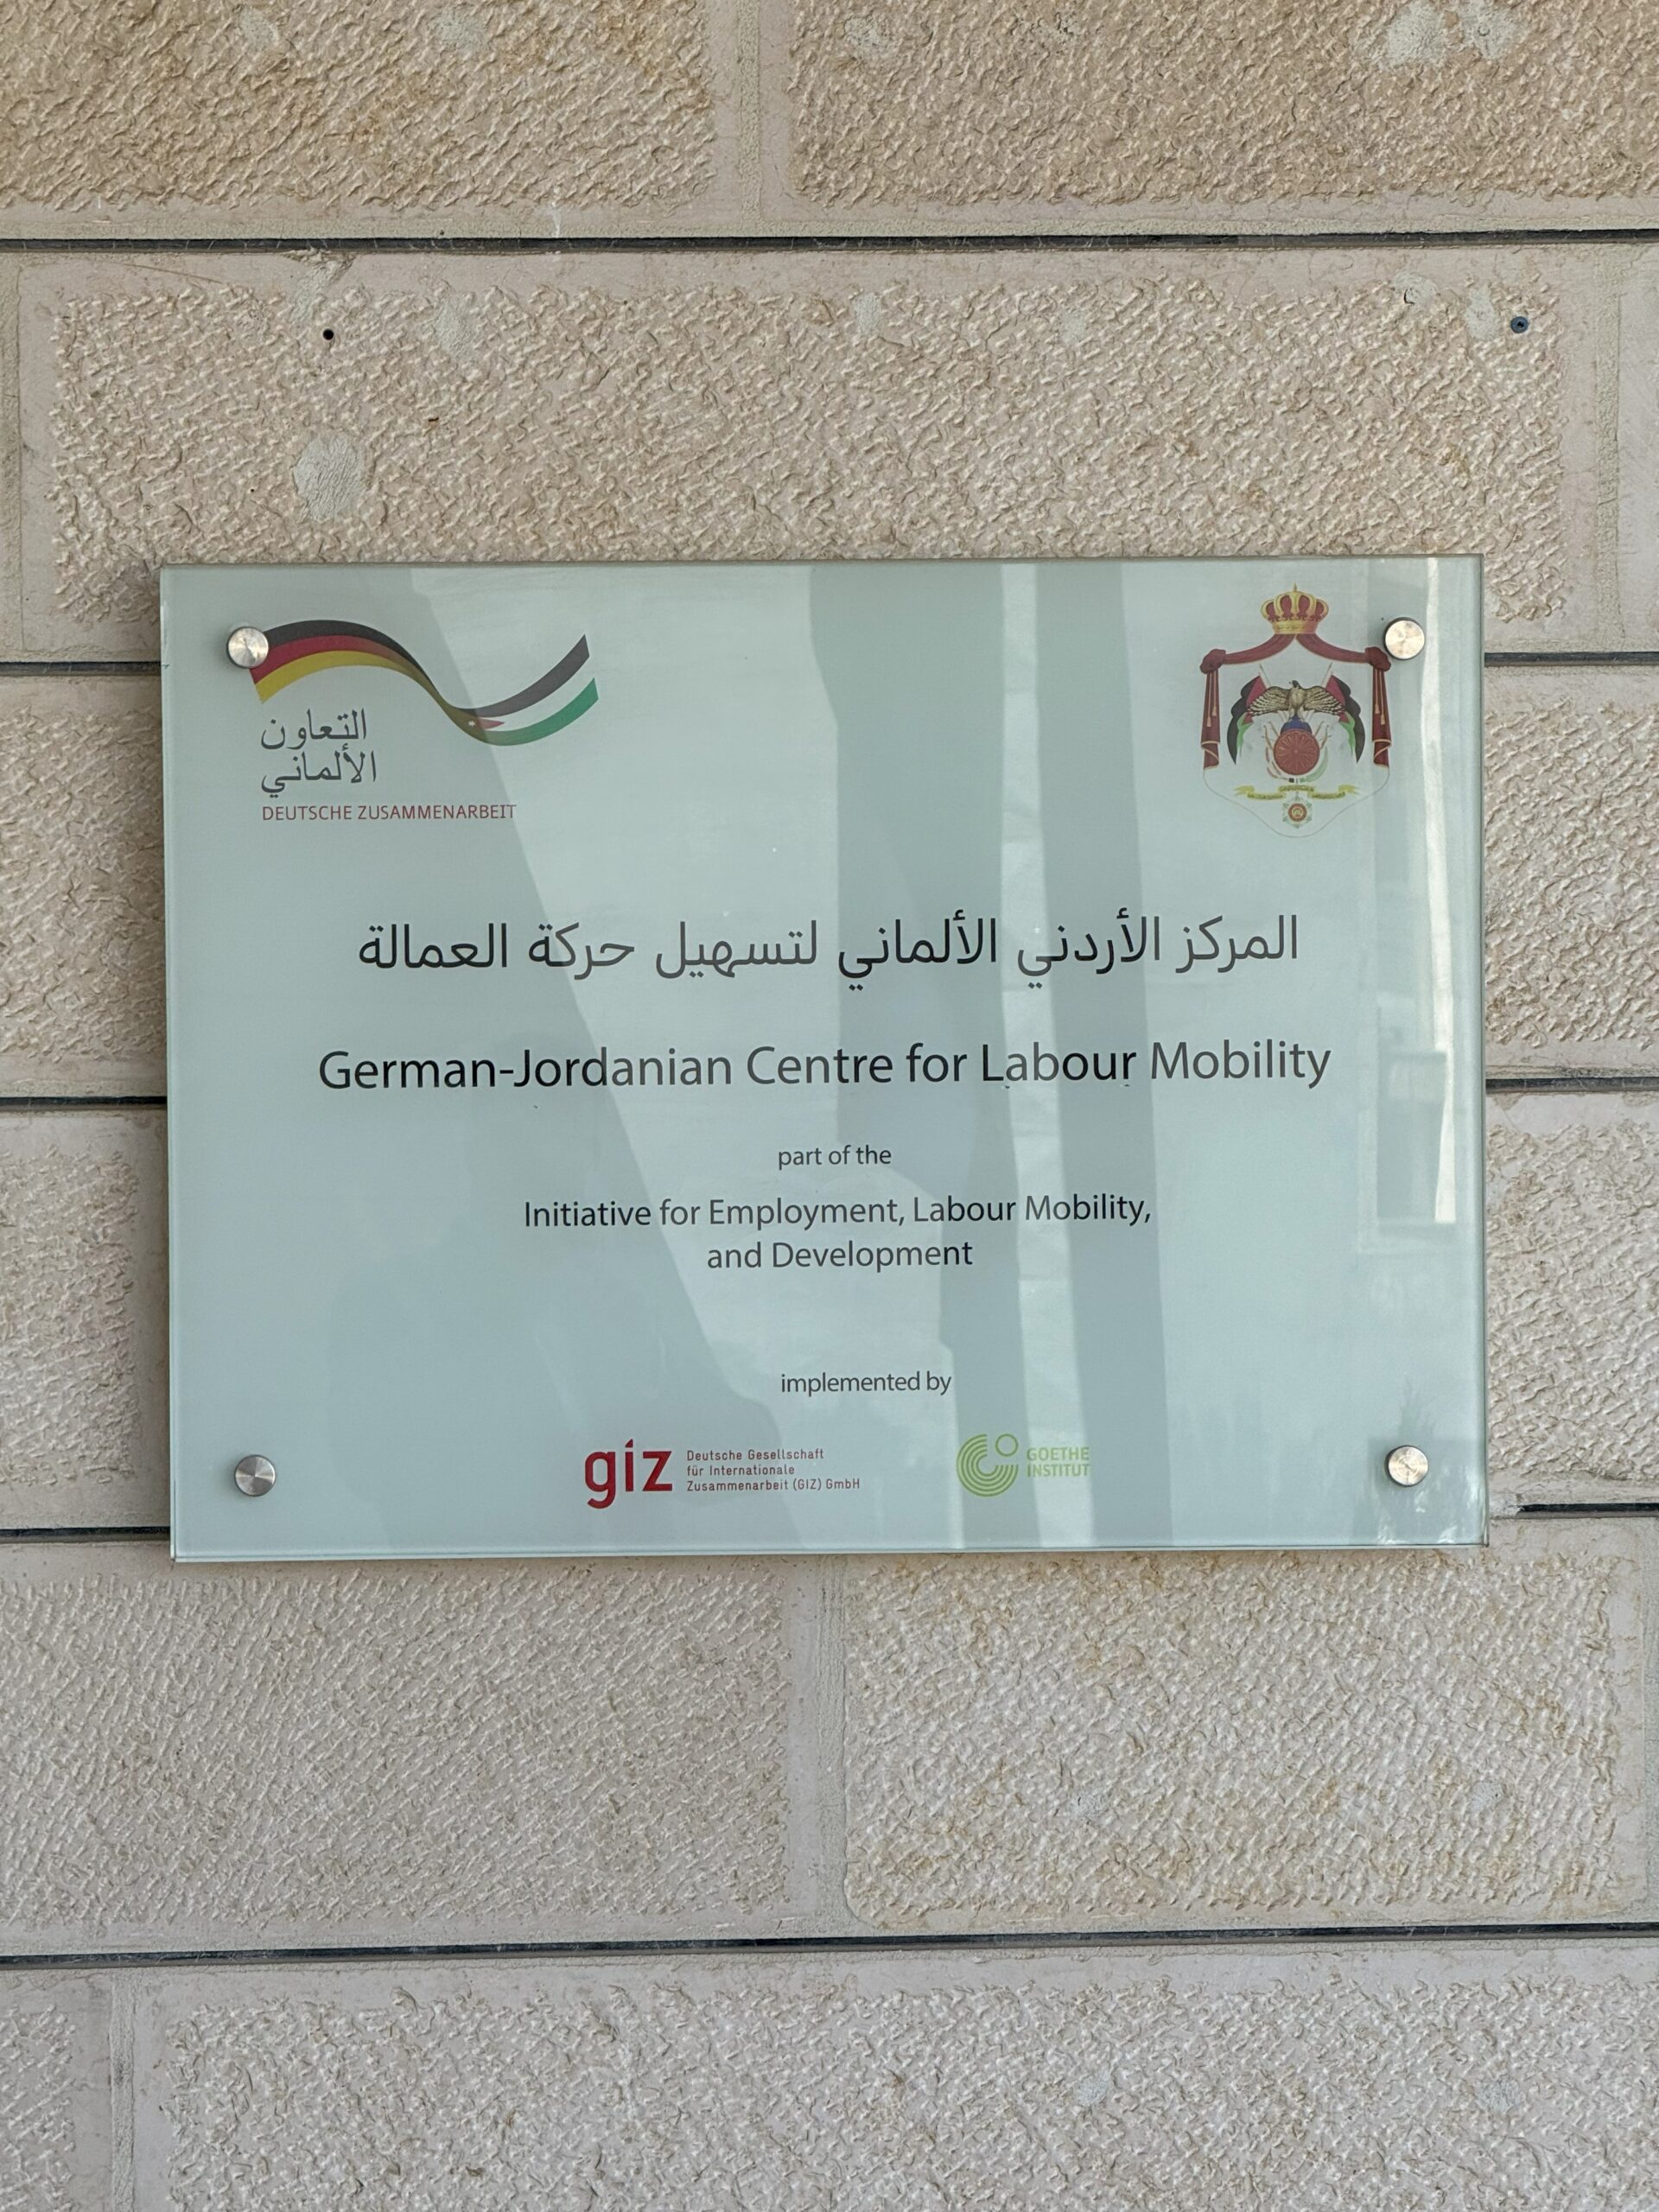 التعاون
الألماني
DEUTSCHE ZUSAMMENARBEIT
المركز الأردني الألماني لتسهيل حركة العمالة
German-Jordanian Centre for Labour Mobility
part of the
Initiative for Employment, Labour Mobility,
and Development
implemented by
giz
Deutsche Gesellschaft
für Internationale
Zusammenarbeit (GIZ) GmbH
GOETHE
INSTITUT